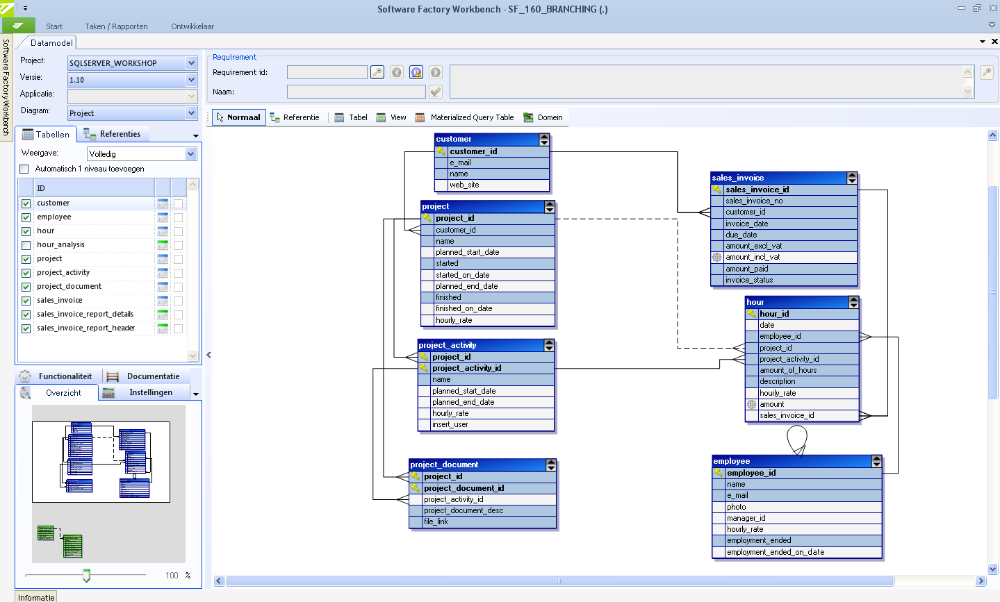 Software Factory Workbench - SF_160_BRANCHING (.)
Start Taken / Rapporten Ontwikkelaar
Software Factory Workbench
Datamodel
Project: SQLSERVER_WORKSHOP
Versie: 1.10
Applicatie:
Diagram: Project
Requirement
Requirement id:
Naam:
Normaal Referentie Tabel View Materialized Query Table Domein
Tabellen Referenties
Weergave: Volledig
Automatisch 1 niveau toevoegen
ID
customer
employee
hour
hour_analysis
project
project_activity
project_document
sales_invoice
sales_invoice_report_details
sales_invoice_report_header
Functionaliteit Documentatie
Overzicht Instellingen
100 %
Informatie
customer
customer_id
e_mail
name
web_site
project
project_id
customer_id
name
planned_start_date
started
started_on_date
planned_end_date
finished
finished_on_date
hourly_rate
project_activity
project_id
project_activity_id
name
planned_start_date
planned_end_date
hourly_rate
insert_user
project_document
project_id
project_document_id
project_activity_id
project_document_desc
file_link
sales_invoice
sales_invoice_id
sales_invoice_no
customer_id
invoice_date
due_date
amount_excl_vat
amount_incl_vat
amount_paid
invoice_status
hour
hour_id
date
employee_id
project_id
project_activity_id
amount_of_hours
description
hourly_rate
amount
sales_invoice_id
employee
employee_id
name
e_mail
photo
manager_id
hourly_rate
employment_ended
employment_ended_on_date